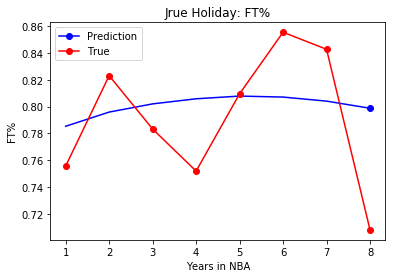 Jrue Holiday: FT%
Prediction
True
FT%
0.86
0.84
0.82
0.80
0.78
0.76
0.74
0.72
1 2 3 4 5 6 7 8
Years in NBA